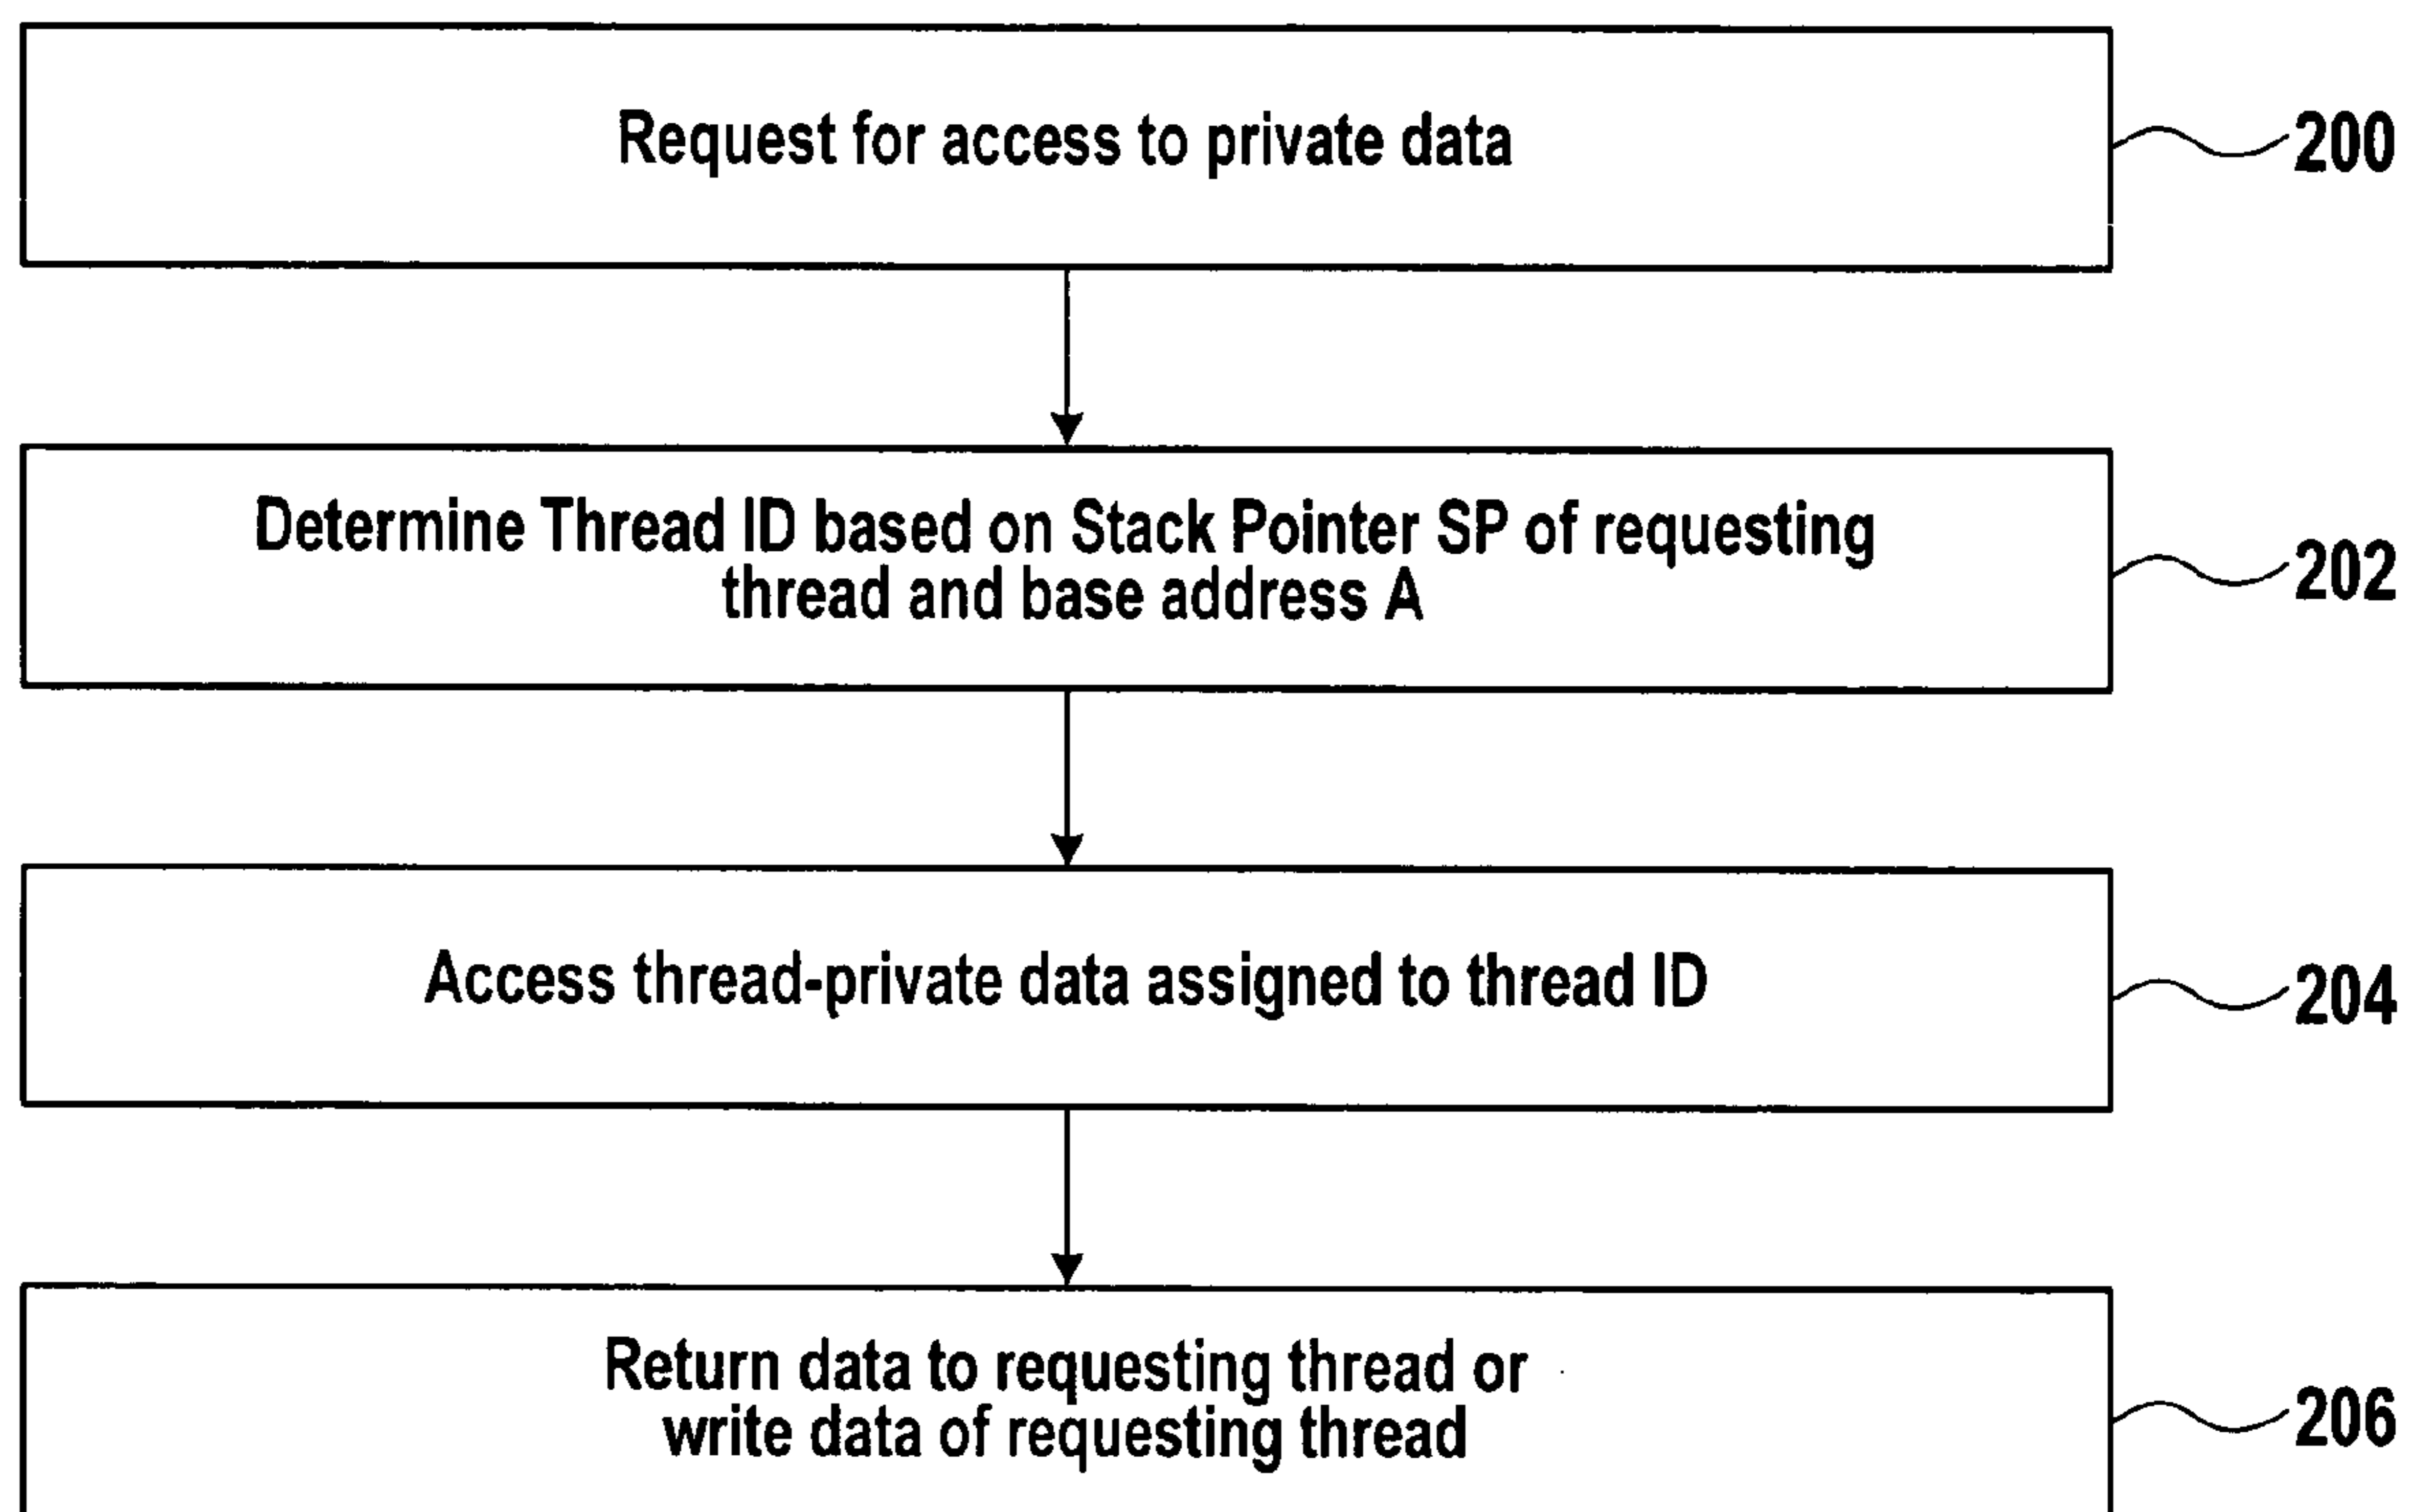 Request for access to private data
200
Determine Thread ID based on Stack Pointer SP of requesting
thread and base address A
202
Access thread-private data assigned to thread ID
204
Return data to requesting thread or
write data of requesting thread
206